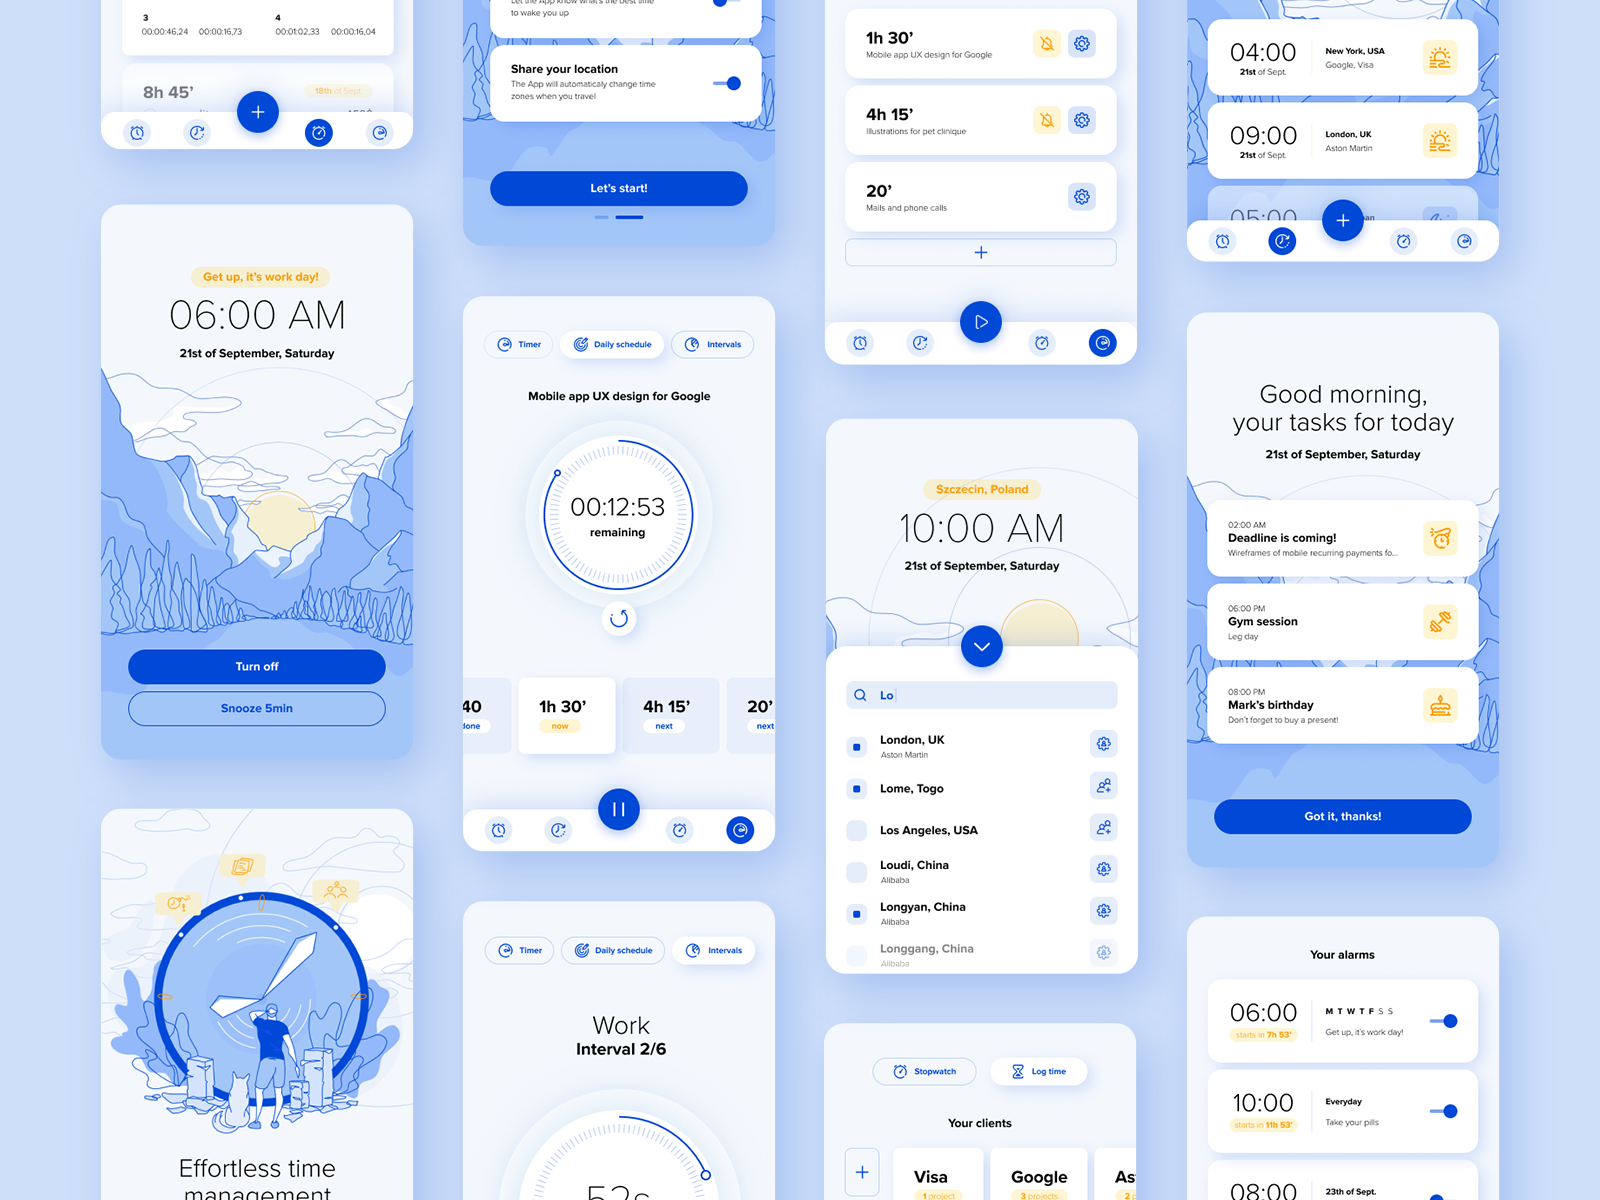 3
4
00:00:46,24
00:00:16,73
00:01:02,33
00:00:16,04
8h 45’
18th of Sept.
Get up, it’s work day!
06:00 AM
21st of September, Saturday
Turn off
Snooze 5min
Effortless time
management
Let the App know what’s the best time
to wake you up
Share your location
The App will automaticaly change time
zones when you travel
Let’s start!
Timer
Daily schedule
Intervals
Mobile app UX design for Google
00:12:53
remaining
40
done
1h 30’
now
4h 15’
next
20’
next
Timer
Daily schedule
Intervals
Work
Interval 2/6
52s
1h 30’
Mobile app UX design for Google
4h 15’
Illustrations for pet clinique
20’
Mails and phone calls
Szczecin, Poland
10:00 AM
21st of September, Saturday
Lo
London, UK
Aston Martin
Lome, Togo
Los Angeles, USA
Loudi, China
Alibaba
Longyan, China
Alibaba
Longgang, China
Alibaba
Stopwatch
Log time
Your clients
Visa
1 project
Google
3 projects
As
2 p
04:00
21st of Sept.
New York, USA
Google, Visa
09:00
21st of Sept.
London, UK
Aston Martin
05:00
Good morning,
your tasks for today
21st of September, Saturday
02:00 AM
Deadline is coming!
Wireframes of mobile recurring payments fo...
06:00 PM
Gym session
Leg day
08:00 PM
Mark’s birthday
Don’t forget to buy a present!
Got it, thanks!
Your alarms
06:00
starts in 7h 53’
M T W T F S S
Get up, it’s work day!
10:00
starts in 11h 53’
Everyday
Take your pills
08:00
23th of Sept.